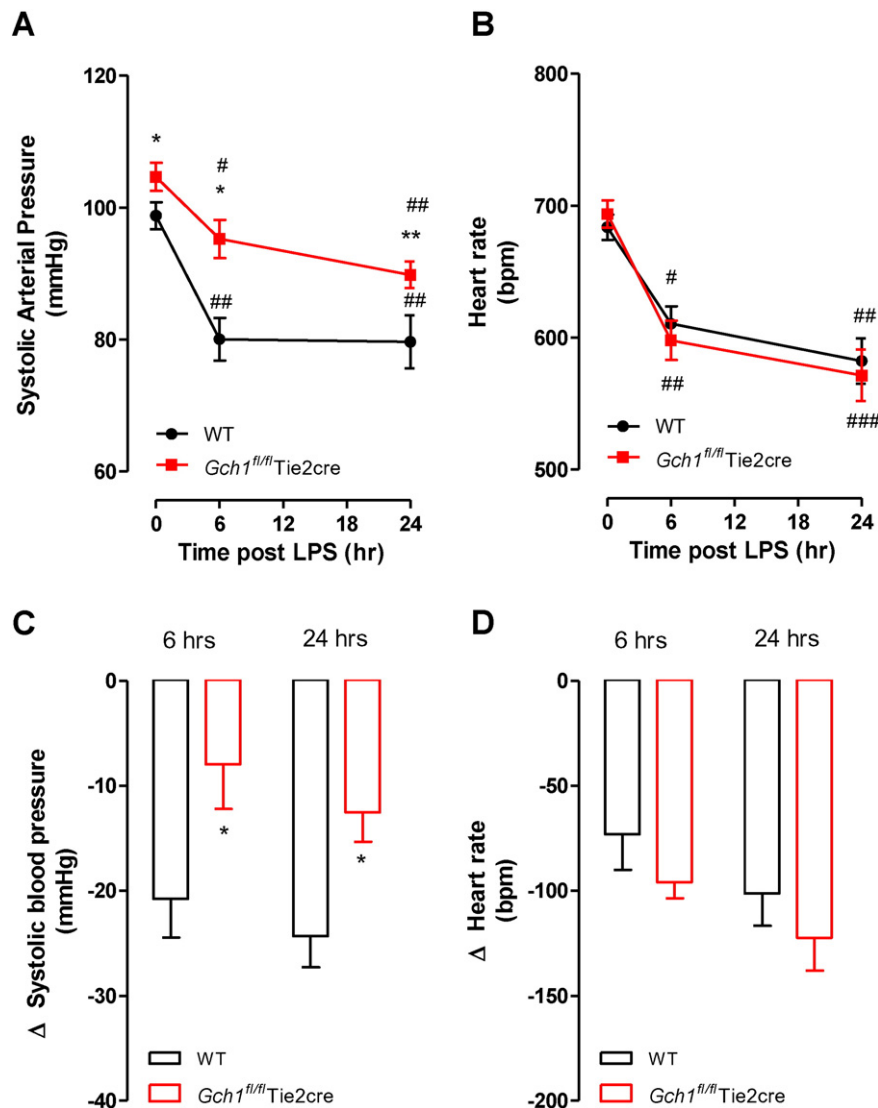 A
Systolic Arterial Pressure
(mmHg)
120
100
80
60
*
#
*
##
##
**
##
WT
Gch1fl/flTie2cre
0 6 12 18 24
Time post LPS (hr)
B
Heart rate
(bpm)
800
700
600
500
#
##
##
###
WT
Gch1fl/flTie2cre
0 6 12 18 24
Time post LPS (hr)
C
6 hrs 24 hrs
Δ Systolic blood pressure
(mmHg)
0
-10
-20
-30
-40
*
*
WT
Gch1fl/flTie2cre
D
6 hrs 24 hrs
Δ Heart rate
(bpm)
0
-50
-100
-150
-200
WT
Gch1fl/flTie2cre